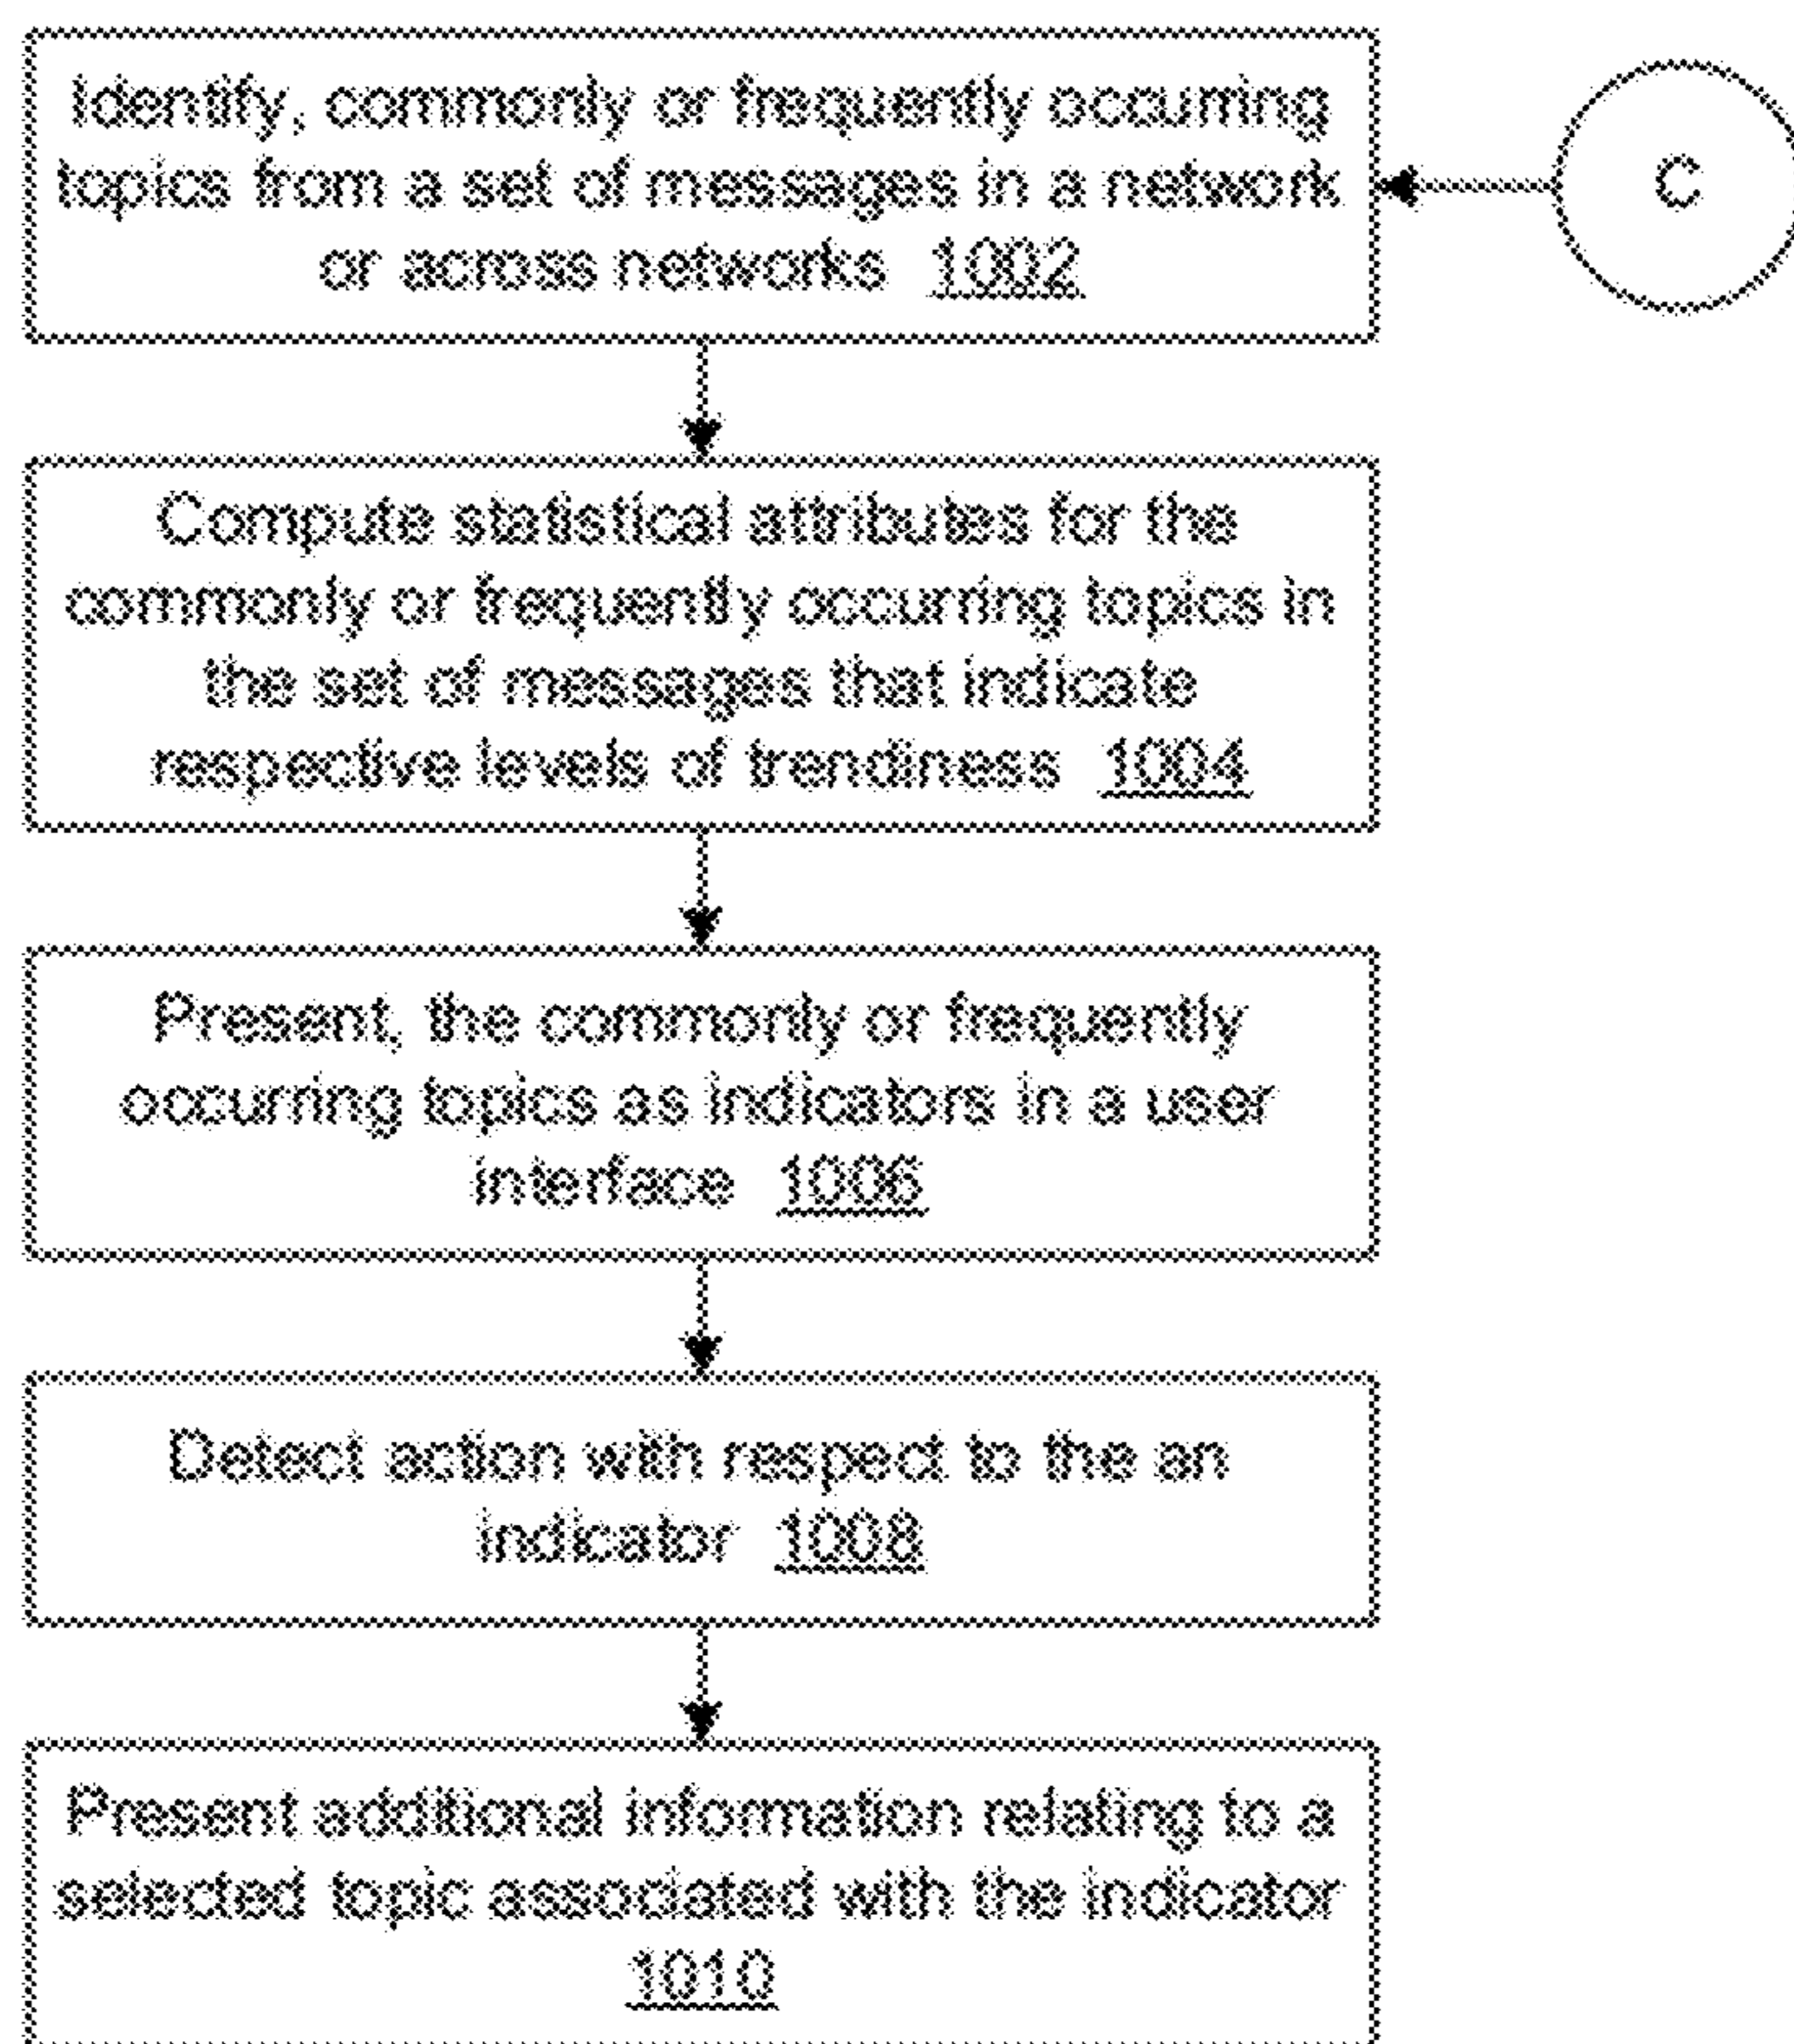 Identify, commonly or frequently occurring
topics from a set of messages in a network
or across networks 1002
C
Compute statistical attributes for the
commonly or frequently occurring topics in
the set of messages that indicate
respective levels of trendiness 1004
Present, the commonly or frequently
occurring topics as indicators in a user
interface 1006
Detect action with respect to the an
indicator 1008
Present additional information relating to a
selected topic associated with the indicator
1010